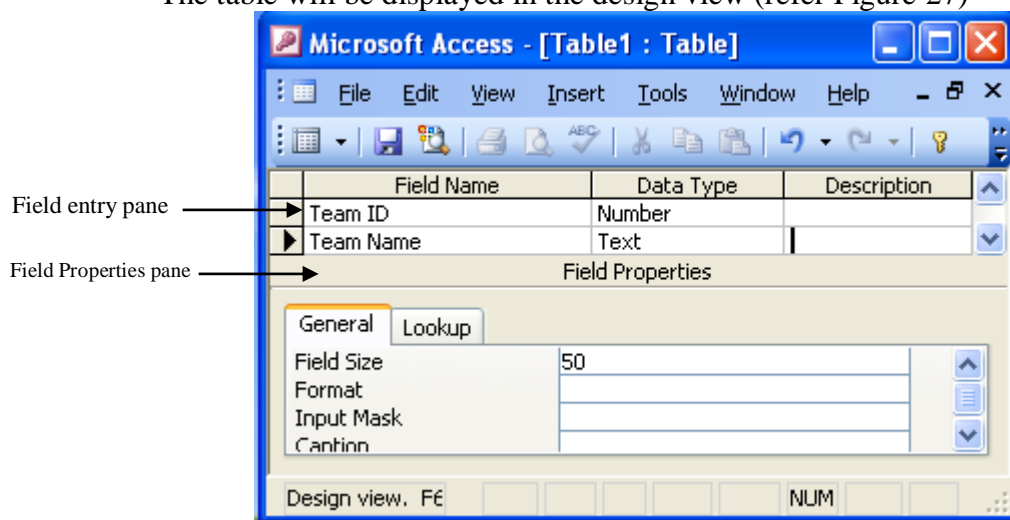 The table will be displayed in the design view (refer Figure 27)
Microsoft Access - [Table1 : Table]
File Edit View Insert Tools Window Help
ABC
Field Name Data Type Description
Field entry pane
Team ID Number
Team Name Text
Field Properties pane
Field Properties
General Lookup
Field Size 50
Format
Input Mask
Caption
Design view. F6 NUM